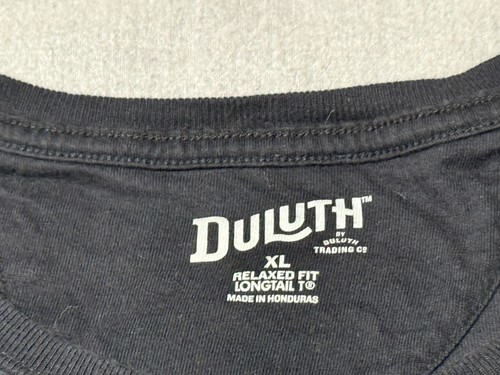 DULUTH™
BY
DULUTH
TRADING CO
XL
RELAXED FIT
LONGTAIL T®
MADE IN HONDURAS